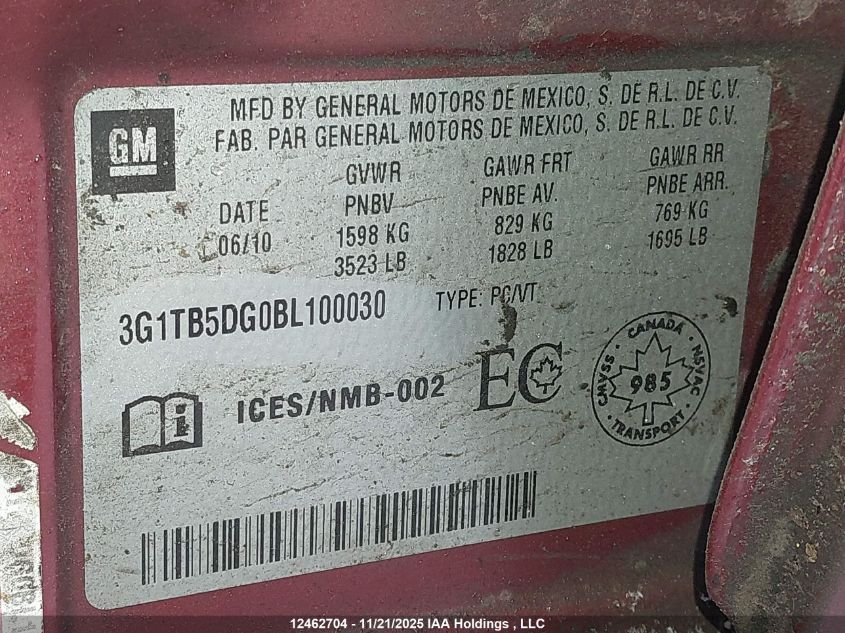 GM
MFD BY GENERAL MOTORS DE MEXICO, S. DE R.L. DE C.V.
FAB. PAR GENERAL MOTORS DE MEXICO, S. DE R.L. DE C.V.
DATE
06/10
GVWR
PNBV
1598 KG
3523 LB
GAWR FRT
PNBE AV.
829 KG
1828 LB
GAWR RR
PNBE ARR.
769 KG
1695 LB
3G1TB5DG0BL100030
TYPE: PC/VT
i
ICES/NMB-002
EC
CANADA
CMVSS
985
NSVAC
TRANSPORT
12462704 - 11/21/2025 IAA Holdings , LLC